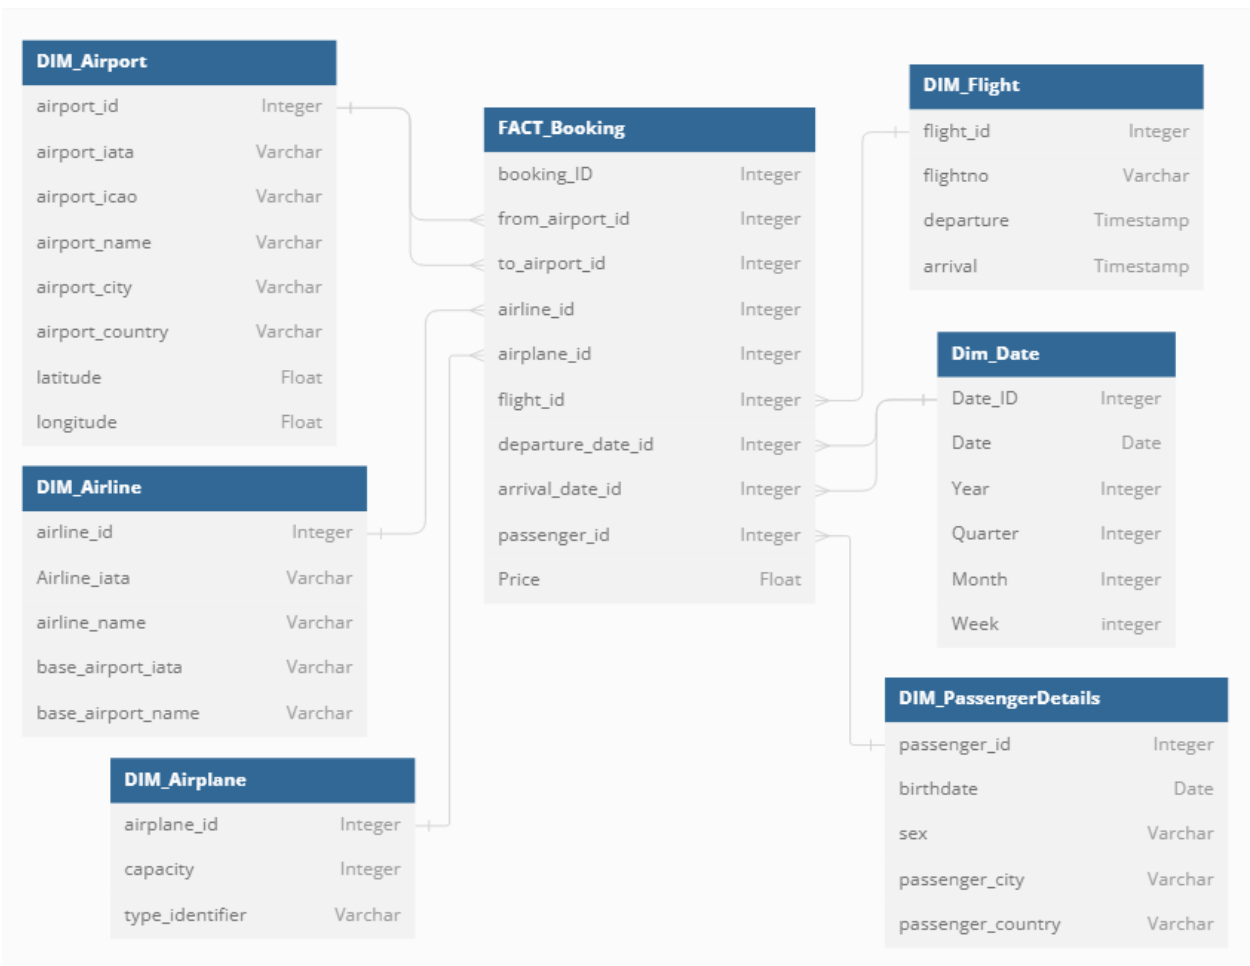 DIM_Airport
airport_id Integer
airport_iata Varchar
airport_icao Varchar
airport_name Varchar
airport_city Varchar
airport_country Varchar
latitude Float
longitude Float
DIM_Airline
airline_id Integer
Airline_iata Varchar
airline_name Varchar
base_airport_iata Varchar
base_airport_name Varchar
DIM_Airplane
airplane_id Integer
capacity Integer
type_identifier Varchar
FACT_Booking
booking_ID Integer
from_airport_id Integer
to_airport_id Integer
airline_id Integer
airplane_id Integer
flight_id Integer
departure_date_id Integer
arrival_date_id Integer
passenger_id Integer
Price Float
DIM_Flight
flight_id Integer
flightno Varchar
departure Timestamp
arrival Timestamp
Dim_Date
Date_ID Integer
Date Date
Year Integer
Quarter Integer
Month Integer
Week integer
DIM_PassengerDetails
passenger_id Integer
birthdate Date
sex Varchar
passenger_city Varchar
passenger_country Varchar